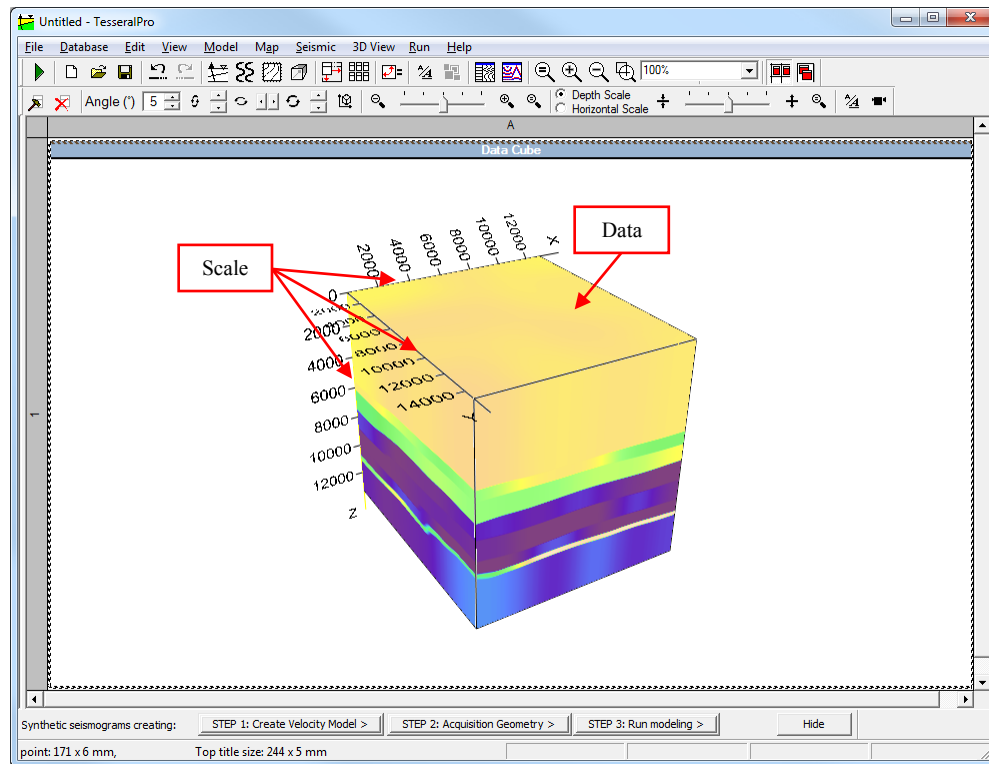 Untitled - TesseralPro
File Database Edit View Model Map Seismic 3D View Run Help
100%
Angle (°) 5 Depth Scale
Horizontal Scale
A
Data Cube
1
Data
Scale
2000 4000 6000 8000 10000 12000 X
0
2000
4000
6000
8000
10000
12000
Z
8000
10000
12000
14000
Y
Synthetic seismograms creating: STEP 1: Create Velocity Model > STEP 2: Acquisition Geometry > STEP 3: Run modeling > Hide
point: 171 x 6 mm, Top title size: 244 x 5 mm